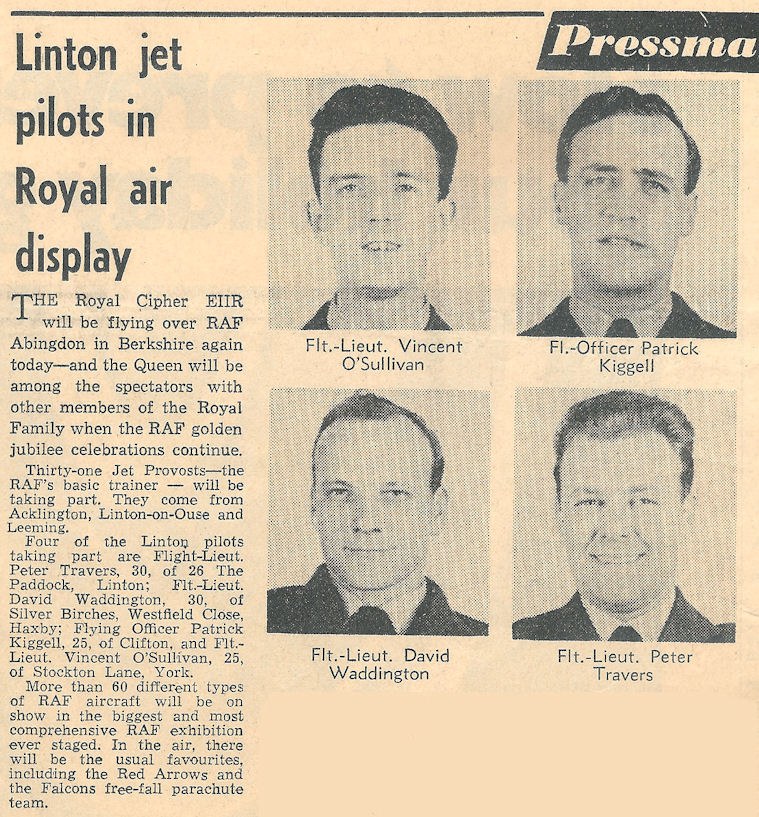 Pressma
Linton jet
pilots in
Royal air
display
THE Royal Cipher EIIR
will be flying over RAF
Abingdon in Berkshire again
today—and the Queen will be
among the spectators with
other members of the Royal
Family when the RAF golden
jubilee celebrations continue.
Thirty-one Jet Provosts—the
RAF's basic trainer — will be
taking part. They come from
Acklington, Linton-on-Ouse and
Leeming.
Four of the Linton pilots
taking part are Flight-Lieut.
Peter Travers, 30, of 26 The
Paddock, Linton; Flt.-Lieut.
David Waddington, 30, of
Silver Birches, Westfield Close,
Haxby; Flying Officer Patrick
Kiggell, 25, of Clifton, and Flt.-
Lieut. Vincent O'Sullivan, 25,
of Stockton Lane, York.
More than 60 different types
of RAF aircraft will be on
show in the biggest and most
comprehensive RAF exhibition
ever staged. In the air, there
will be the usual favourites,
including the Red Arrows and
the Falcons free-fall parachute
team.
Flt.-Lieut. Vincent
O'Sullivan
Fl.-Officer Patrick
Kiggell
Flt.-Lieut. David
Waddington
Flt.-Lieut. Peter
Travers